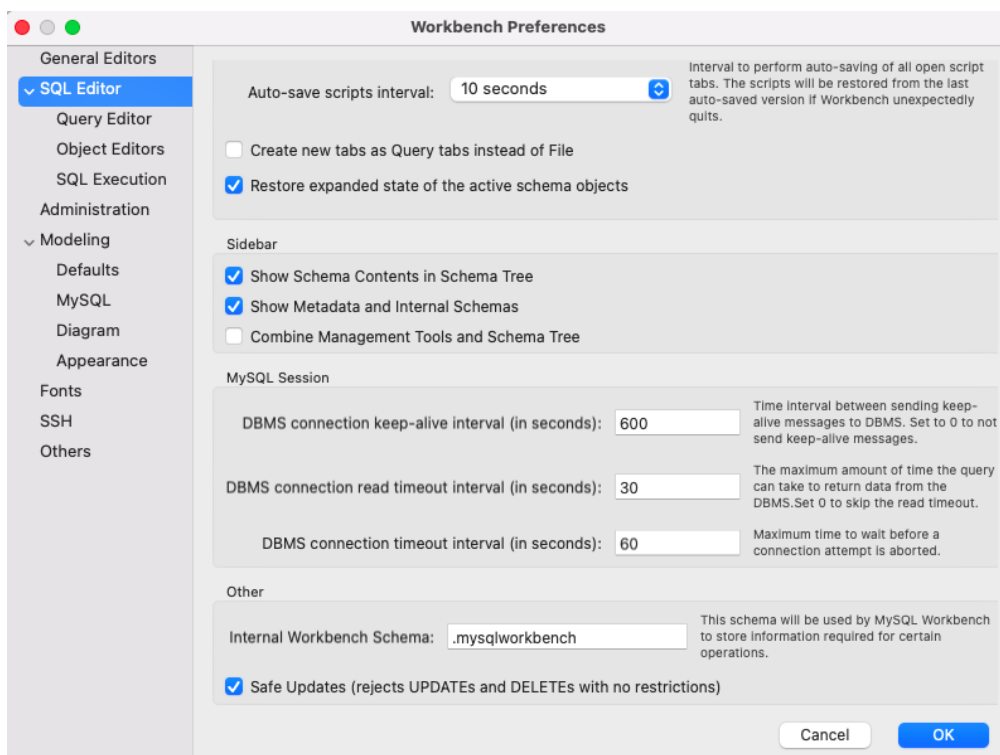 Workbench Preferences
General Editors
SQL Editor
Query Editor
Object Editors
SQL Execution
Administration
Modeling
Defaults
MySQL
Diagram
Appearance
Fonts
SSH
Others
Auto-save scripts interval:
10 seconds
Interval to perform auto-saving of all open script
tabs. The scripts will be restored from the last
auto-saved version if Workbench unexpectedly
quits.
Create new tabs as Query tabs instead of File
Restore expanded state of the active schema objects
Sidebar
Show Schema Contents in Schema Tree
Show Metadata and Internal Schemas
Combine Management Tools and Schema Tree
MySQL Session
DBMS connection keep-alive interval (in seconds):
600
Time interval between sending keep-
alive messages to DBMS. Set to 0 to not
send keep-alive messages.
DBMS connection read timeout interval (in seconds):
30
The maximum amount of time the query
can take to return data from the
DBMS.Set 0 to skip the read timeout.
DBMS connection timeout interval (in seconds):
60
Maximum time to wait before a
connection attempt is aborted.
Other
Internal Workbench Schema:
.mysqlworkbench
This schema will be used by MySQL Workbench
to store information required for certain
operations.
Safe Updates (rejects UPDATEs and DELETEs with no restrictions)
Cancel
OK